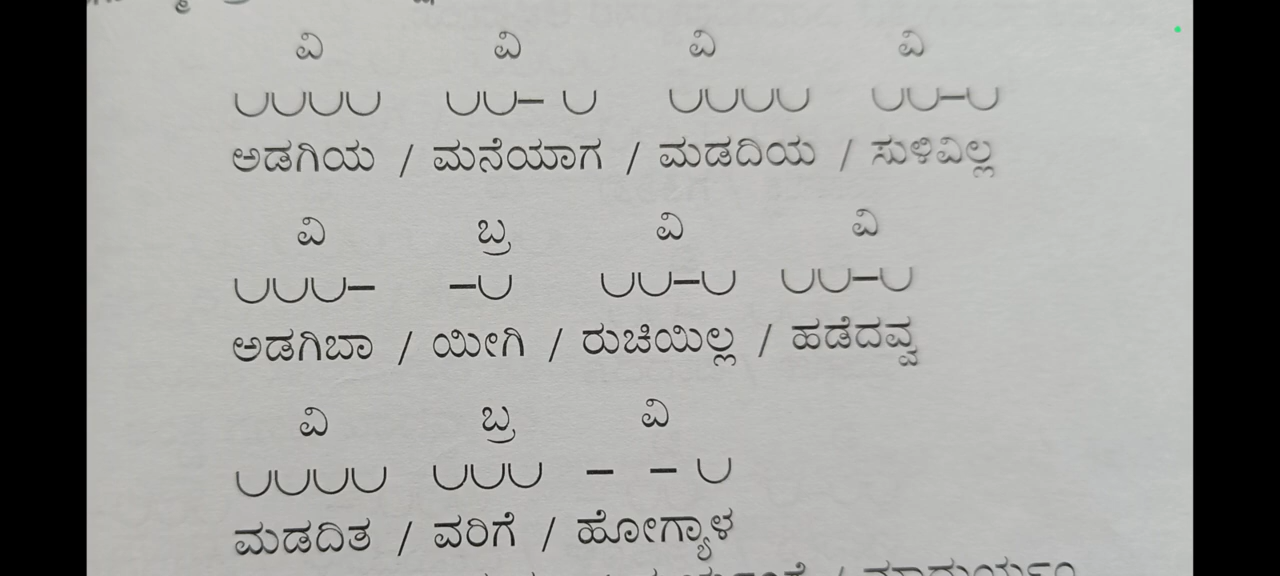 ವಿ ವಿ ವಿ ವಿ
∪∪∪∪ ∪∪–∪ ∪∪∪∪ ∪∪–∪
ಅಡಗಿಯ / ಮನೆಯಾಗ / ಮಡದಿಯ / ಸುಳಿವಿಲ್ಲ
ವಿ ಬ್ರ ವಿ ವಿ
∪∪∪– –∪ ∪∪–∪ ∪∪–∪
ಅಡಗಿಬಾ / ಯೀಗಿ / ರುಚಿಯಿಲ್ಲ / ಹಡೆದವ್ವ
ವಿ ಬ್ರ ವಿ
∪∪∪∪ ∪∪∪ – – ∪
ಮಡದಿತ / ವರಿಗೆ / ಹೋಗ್ಯಾಳ